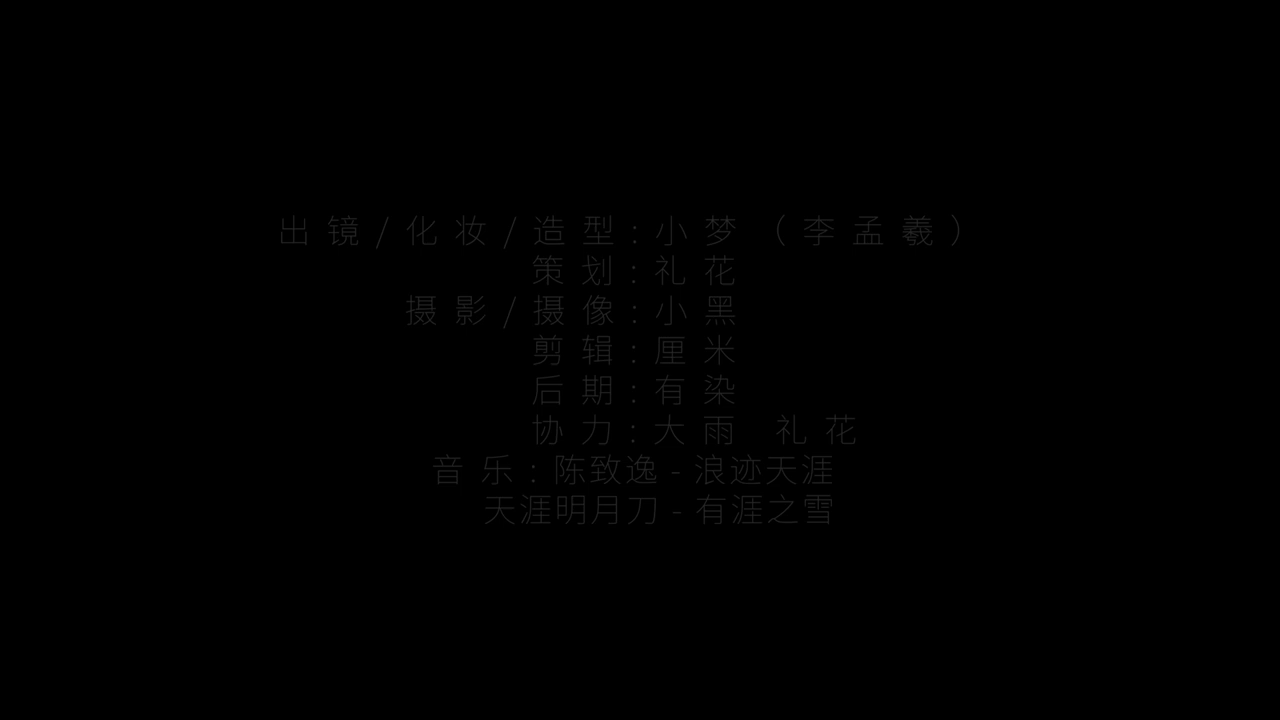 出镜/化妆/造型:小梦（李孟羲）
策划:礼花
摄影/摄像:小黑
剪辑:厘米
后期:有染
协力:大雨 礼花
音乐:陈致逸-浪迹天涯
天涯明月刀-有涯之雪